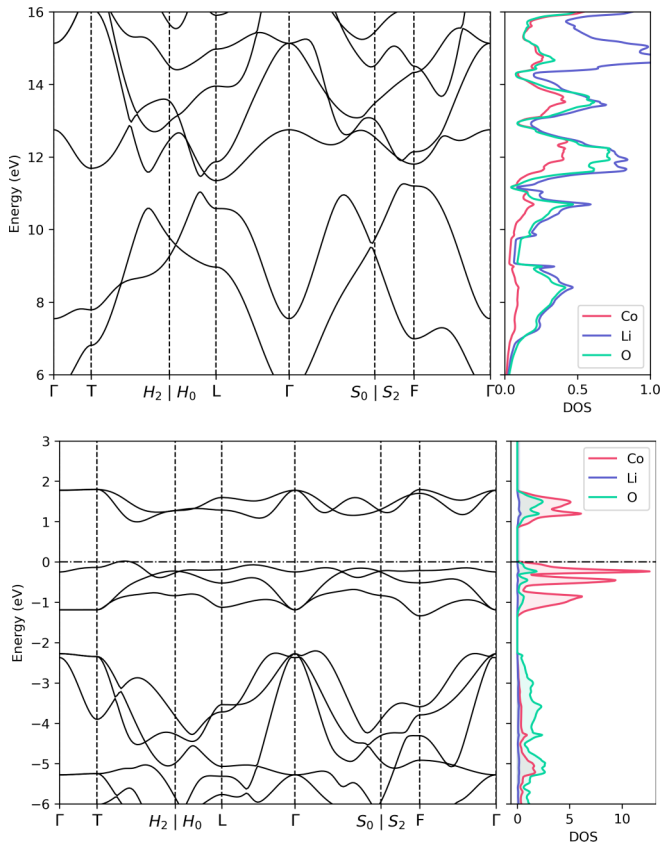 16
14
12
10
8
6
Energy (eV)
Γ T H₂ | H₀ L Γ S₀ | S₂ F Γ
Co
Li
O
0.0 0.5 1.0
DOS
3
2
1
0
−1
−2
−3
−4
−5
−6
Energy (eV)
Γ T H₂ | H₀ L Γ S₀ | S₂ F Γ
Co
Li
O
0 5 10
DOS